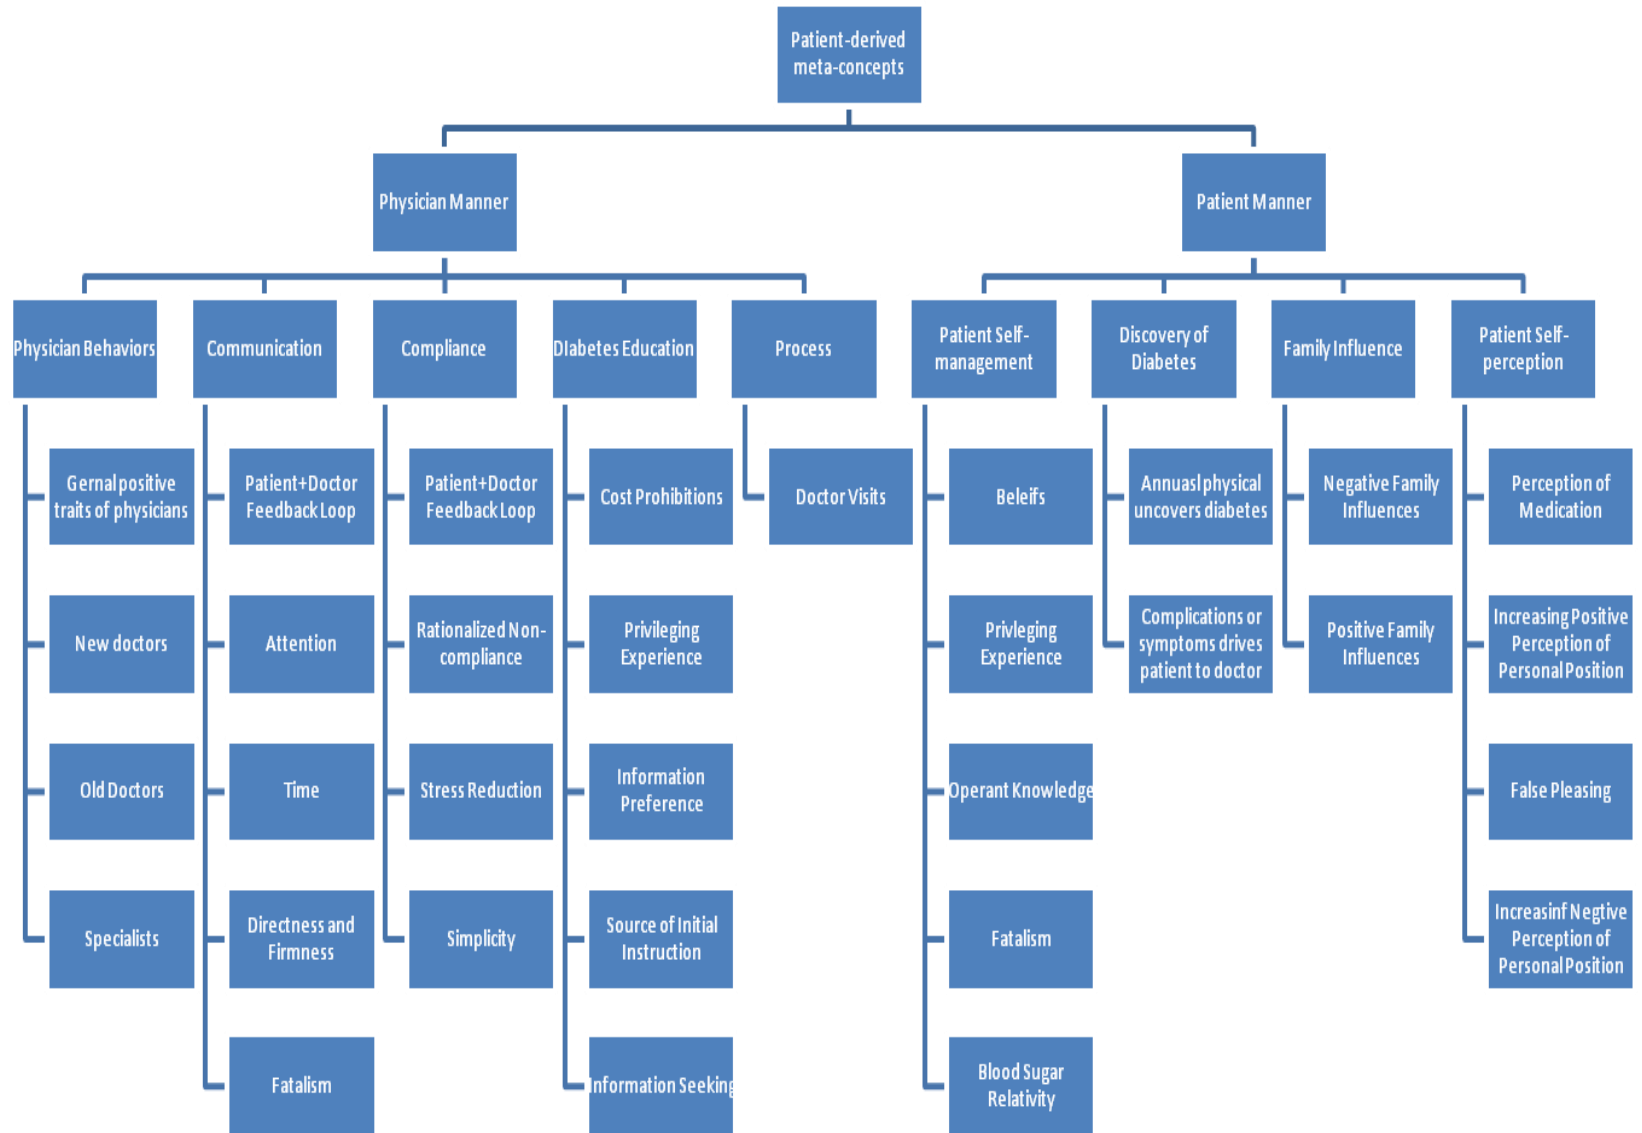 Patient-derived
meta-concepts
Physician Manner
Patient Manner
Physician Behaviors
Communication
Compliance
DIabetes Education
Process
Patient Self-
management
Discovery of
Diabetes
Family Influence
Patient Self-
perception
Gernal positive
traits of physicians
Patient+Doctor
Feedback Loop
Patient+Doctor
Feedback Loop
Cost Prohibitions
Doctor Visits
Beleifs
Annuasl physical
uncovers diabetes
Negative Family
Influences
Perception of
Medication
New doctors
Attention
Rationalized Non-
compliance
Privileging
Experience
Privleging
Experience
Complications or
symptoms drives
patient to doctor
Positive Family
Influences
Increasing Positive
Perception of
Personal Position
Old Doctors
Time
Stress Reduction
Information
Preference
Operant Knowledge
False Pleasing
Specialists
Directness and
Firmness
Simplicity
Source of Initial
Instruction
Fatalism
Increasinf Negtive
Perception of
Personal Position
Fatalism
Information Seeking
Blood Sugar
Relativity